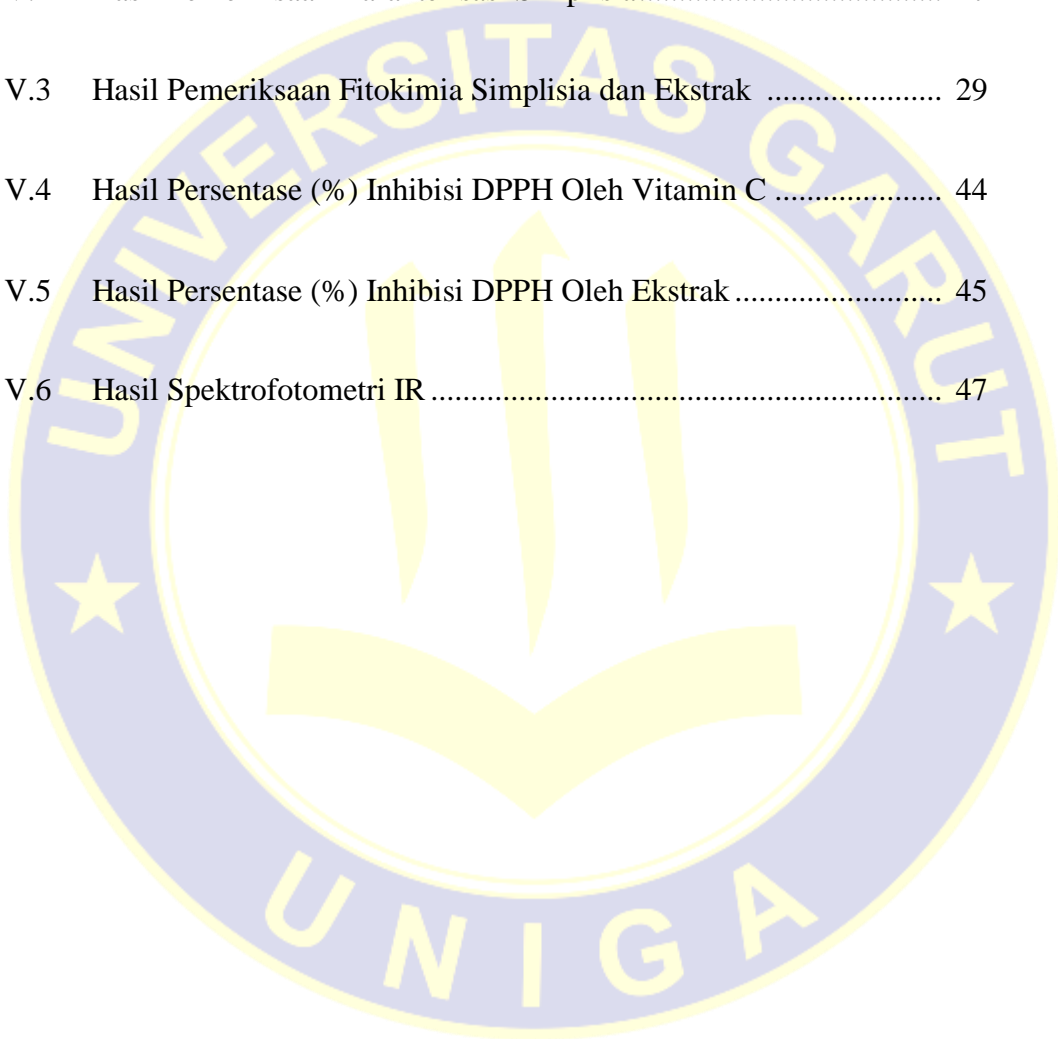 V.3 Hasil Pemeriksaan Fitokimia Simplisia dan Ekstrak ..................... 29
V.4 Hasil Persentase (%) Inhibisi DPPH Oleh Vitamin C .................... 44
V.5 Hasil Persentase (%) Inhibisi DPPH Oleh Ekstrak ......................... 45
V.6 Hasil Spektrofotometri IR .............................................................. 47
UNIVERSITAS GARUT
UNIGA